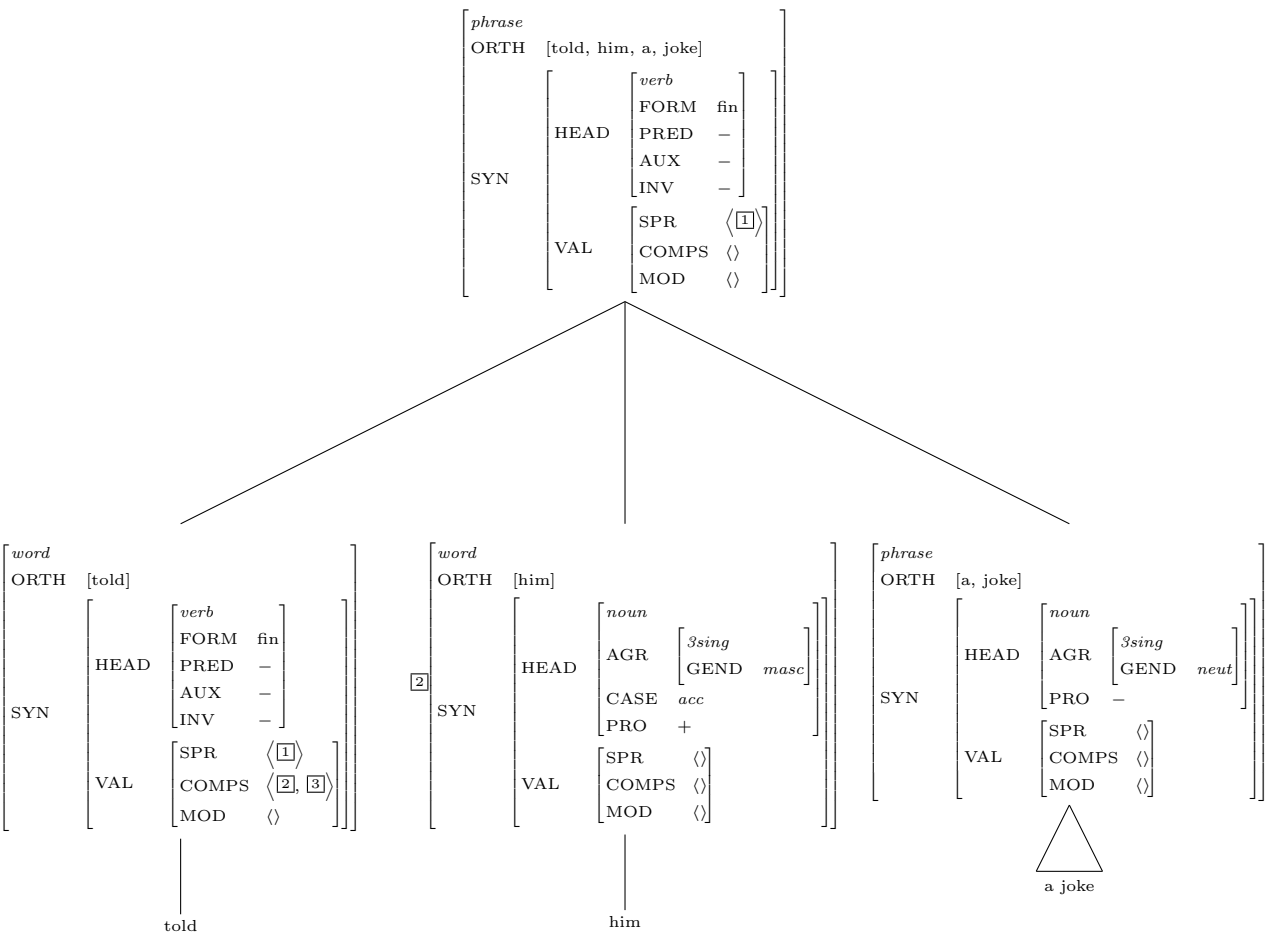 phrase
ORTH [told, him, a, joke]
verb
FORM fin
HEAD PRED −
AUX −
INV −
SYN
SPR ⟨1⟩
VAL COMPS ⟨⟩
MOD ⟨⟩
word
ORTH [told]
verb
FORM fin
HEAD PRED −
AUX −
INV −
SYN
SPR ⟨1⟩
VAL COMPS ⟨2, 3⟩
MOD ⟨⟩
told
2
word
ORTH [him]
noun
3sing
HEAD AGR GEND masc
CASE acc
PRO +
SYN
SPR ⟨⟩
VAL COMPS ⟨⟩
MOD ⟨⟩
him
phrase
ORTH [a, joke]
noun
3sing
HEAD AGR GEND neut
PRO −
SYN
SPR ⟨⟩
VAL COMPS ⟨⟩
MOD ⟨⟩
a joke